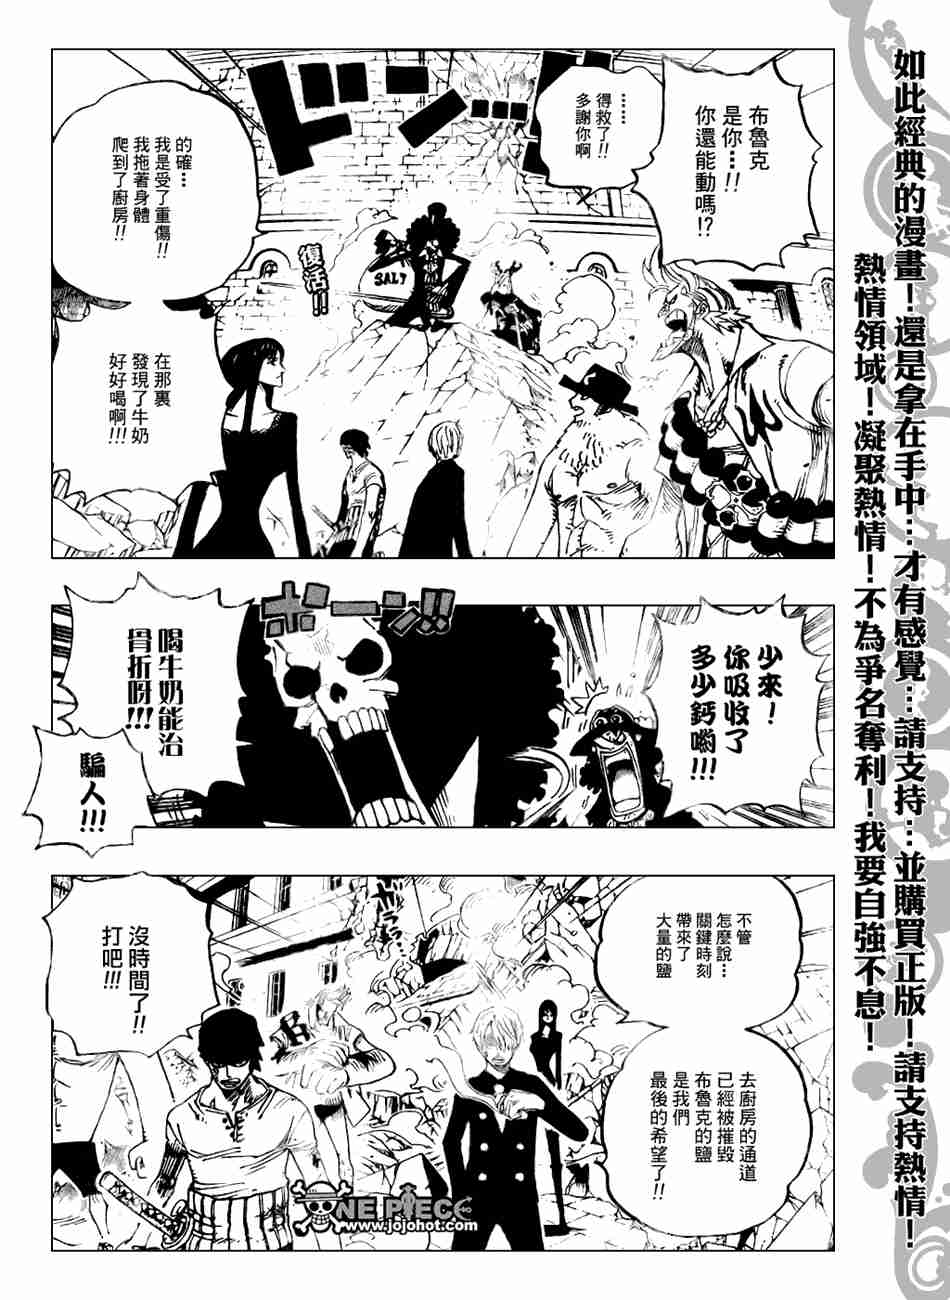 布魯克
是你…!!
你還能動嗎!?
……
得救了!!
多謝你啊
ドン
SALT
復活!!
的確…
我是受了重傷!!
我拖著身體
爬到了廚房!!
在那裏
發現了牛奶
好好喝啊!!!
少來!
你吸收了
多少鈣喲!!!
ボーン!!
喝牛奶能治
骨折呀!!!
騙人!!!
不管
怎麼說…
關鍵時刻
帶來了
大量的鹽
去廚房的通道
已經被摧毀
布魯克的鹽
是我們
最後的希望了!!
沒時間了!!
打吧!!!
ONE PIECE
www.jojohot.com
如此經典的漫畫！還是拿在手中…才有感覺…請支持…並購買正版！請支持熱情！
熱情領域！凝聚熱情！不為爭名奪利！我要自強不息！